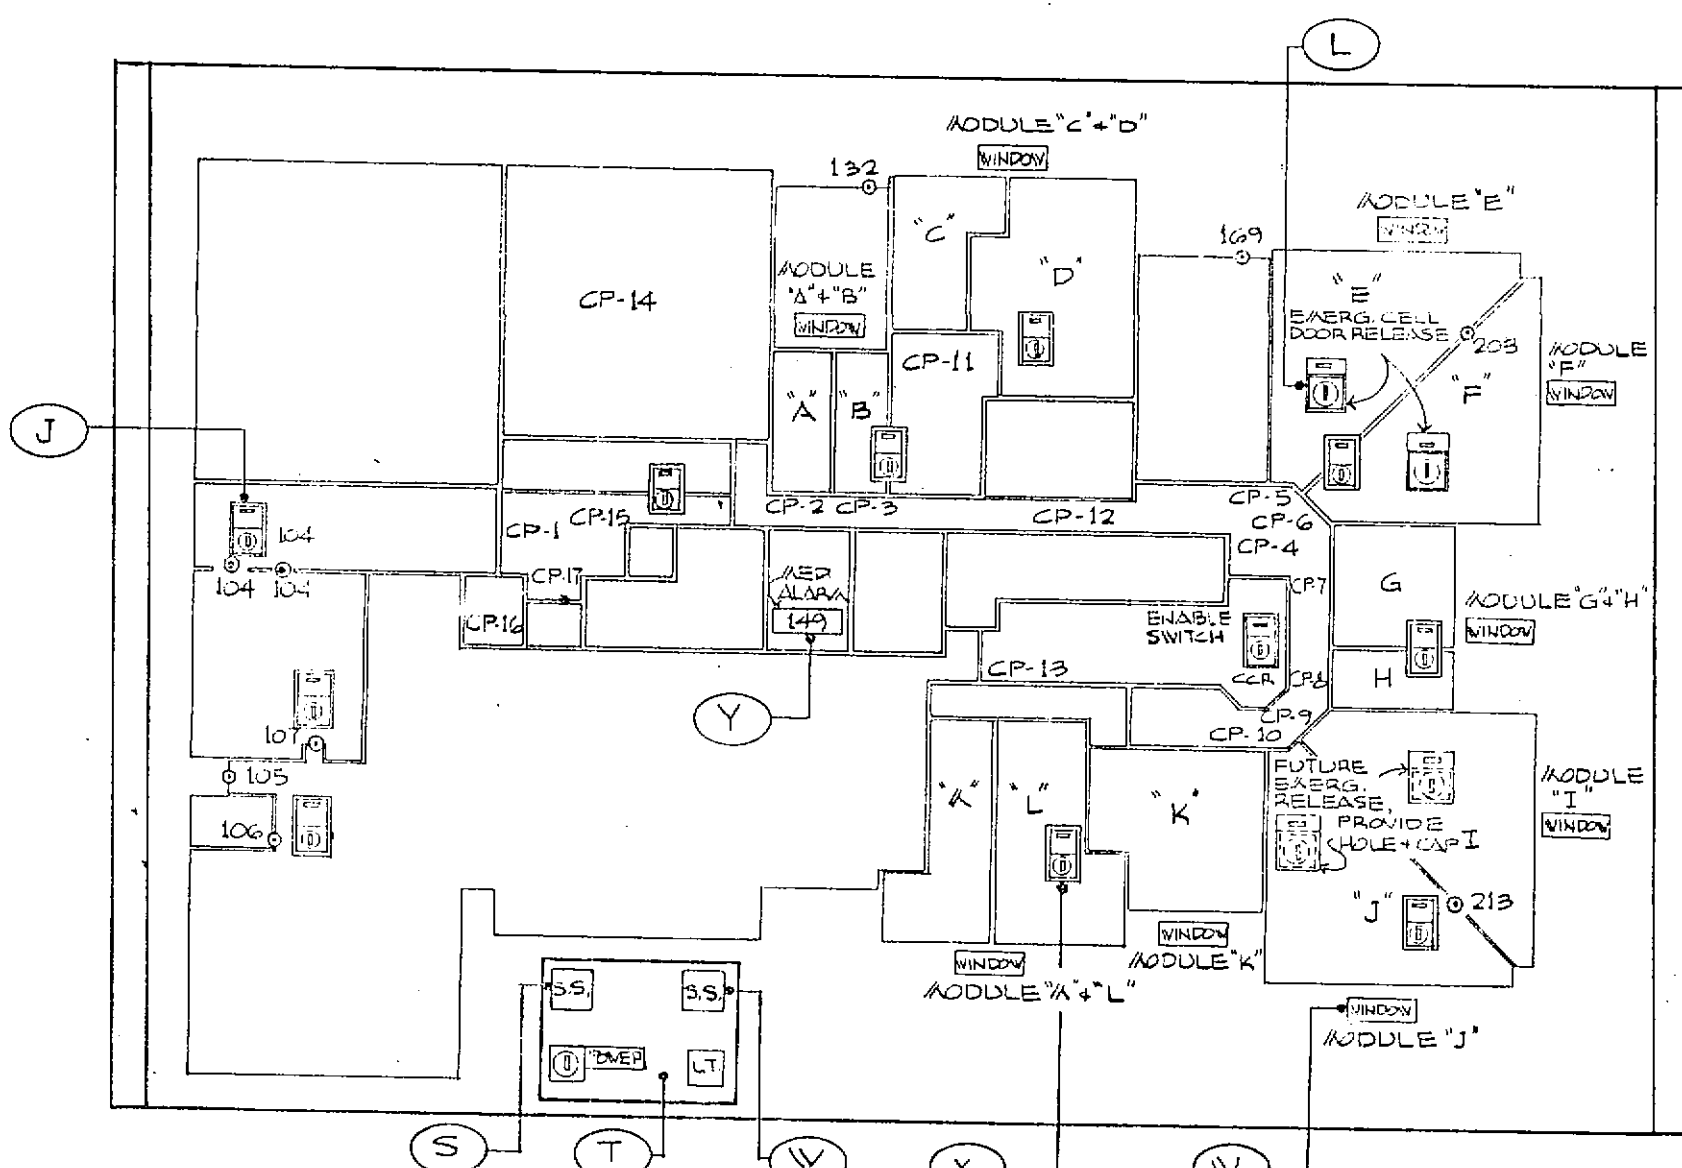 L
MODULE "C" & "D"
WINDOW
132
MODULE "E"
WINDOW
"C"
169
"D"
MODULE
"A" & "B"
WINDOW
"E"
CP-14
EMERG. CELL
DOOR RELEASE
203
MODULE
"F"
WINDOW
CP-11
"A"
"B"
"F"
J
CP-5
CP-2
CP-3
CP-12
CP-6
CP-1
CP-15
104
CP-4
104
104
CP-17
MED
ALARM
149
CP-7
G
MODULE "G" & "H"
WINDOW
CP-16
ENABLE
SWITCH
CP-13
CCR
CP-8
H
Y
CP-9
CP-10
107
105
FUTURE
EMERG.
RELEASE,
PROVIDE
HOLE & CAP
I
MODULE
"I"
WINDOW
"L"
"K"
106
"J"
213
WINDOW
MODULE "K"
WINDOW
MODULE "M" & "L"
"M"
S.S.
S.S.
WINDOW
MODULE "J"
POWER
L.T.
S
T